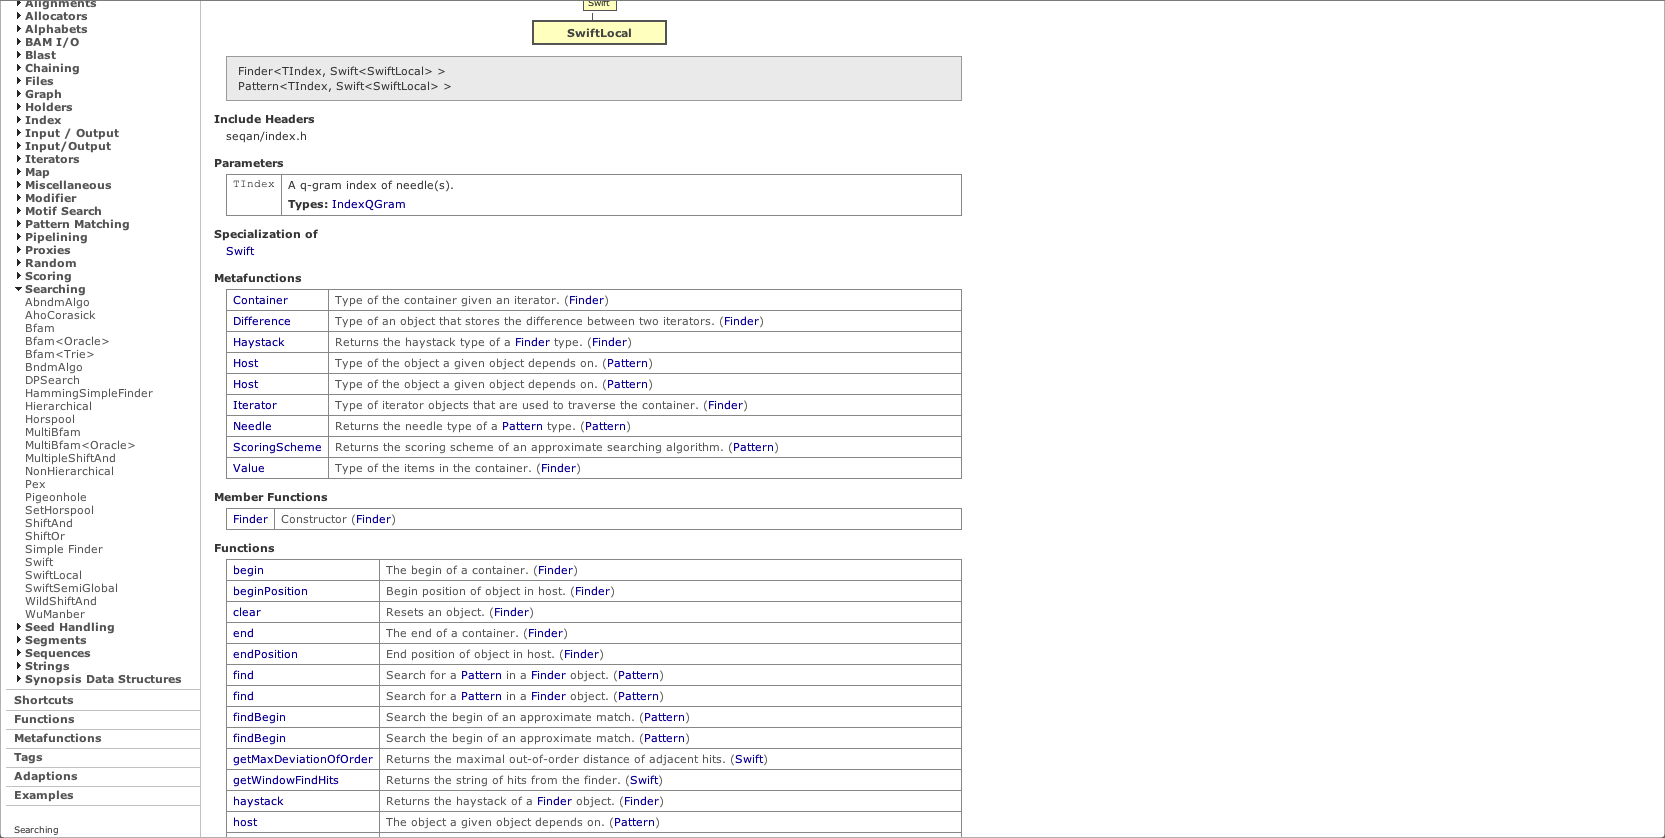 Alignments
Allocators
Alphabets
BAM I/O
Blast
Chaining
Files
Graph
Holders
Index
Input / Output
Input/Output
Iterators
Map
Miscellaneous
Modifier
Motif Search
Pattern Matching
Pipelining
Proxies
Random
Scoring
Searching
AbndmAlgo
AhoCorasick
Bfam
Bfam<Oracle>
Bfam<Trie>
BndmAlgo
DPSearch
HammingSimpleFinder
Hierarchical
Horspool
MultiBfam
MultiBfam<Oracle>
MultipleShiftAnd
NonHierarchical
Pex
Pigeonhole
SetHorspool
ShiftAnd
ShiftOr
Simple Finder
Swift
SwiftLocal
SwiftSemiGlobal
WildShiftAnd
WuManber
Seed Handling
Segments
Sequences
Strings
Synopsis Data Structures
Shortcuts
Functions
Metafunctions
Tags
Adaptions
Examples
Searching
Swift
SwiftLocal
Finder<TIndex, Swift<SwiftLocal> >
Pattern<TIndex, Swift<SwiftLocal> >
Include Headers
seqan/index.h
Parameters
TIndex A q-gram index of needle(s).
Types: IndexQGram
Specialization of
Swift
Metafunctions
Container Type of the container given an iterator. (Finder)
Difference Type of an object that stores the difference between two iterators. (Finder)
Haystack Returns the haystack type of a Finder type. (Finder)
Host Type of the object a given object depends on. (Pattern)
Host Type of the object a given object depends on. (Pattern)
Iterator Type of iterator objects that are used to traverse the container. (Finder)
Needle Returns the needle type of a Pattern type. (Pattern)
ScoringScheme Returns the scoring scheme of an approximate searching algorithm. (Pattern)
Value Type of the items in the container. (Finder)
Member Functions
Finder Constructor (Finder)
Functions
begin The begin of a container. (Finder)
beginPosition Begin position of object in host. (Finder)
clear Resets an object. (Finder)
end The end of a container. (Finder)
endPosition End position of object in host. (Finder)
find Search for a Pattern in a Finder object. (Pattern)
find Search for a Pattern in a Finder object. (Pattern)
findBegin Search the begin of an approximate match. (Pattern)
findBegin Search the begin of an approximate match. (Pattern)
getMaxDeviationOfOrder Returns the maximal out-of-order distance of adjacent hits. (Swift)
getWindowFindHits Returns the string of hits from the finder. (Swift)
haystack Returns the haystack of a Finder object. (Finder)
host The object a given object depends on. (Pattern)